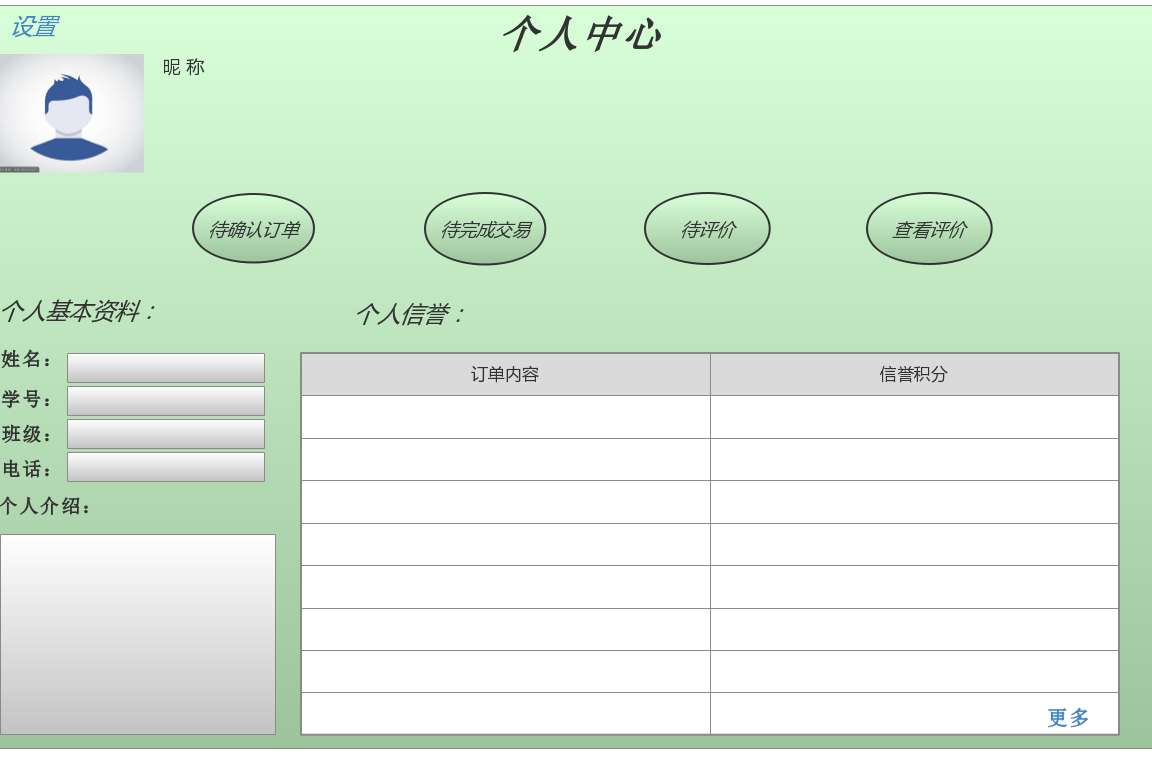 设置
个人中心
昵 称
待确认订单
待完成交易
待评价
查看评价
个人基本资料：
个人信誉：
姓名：
学号：
班级：
电话：
个人介绍：
订单内容
信誉积分
更多